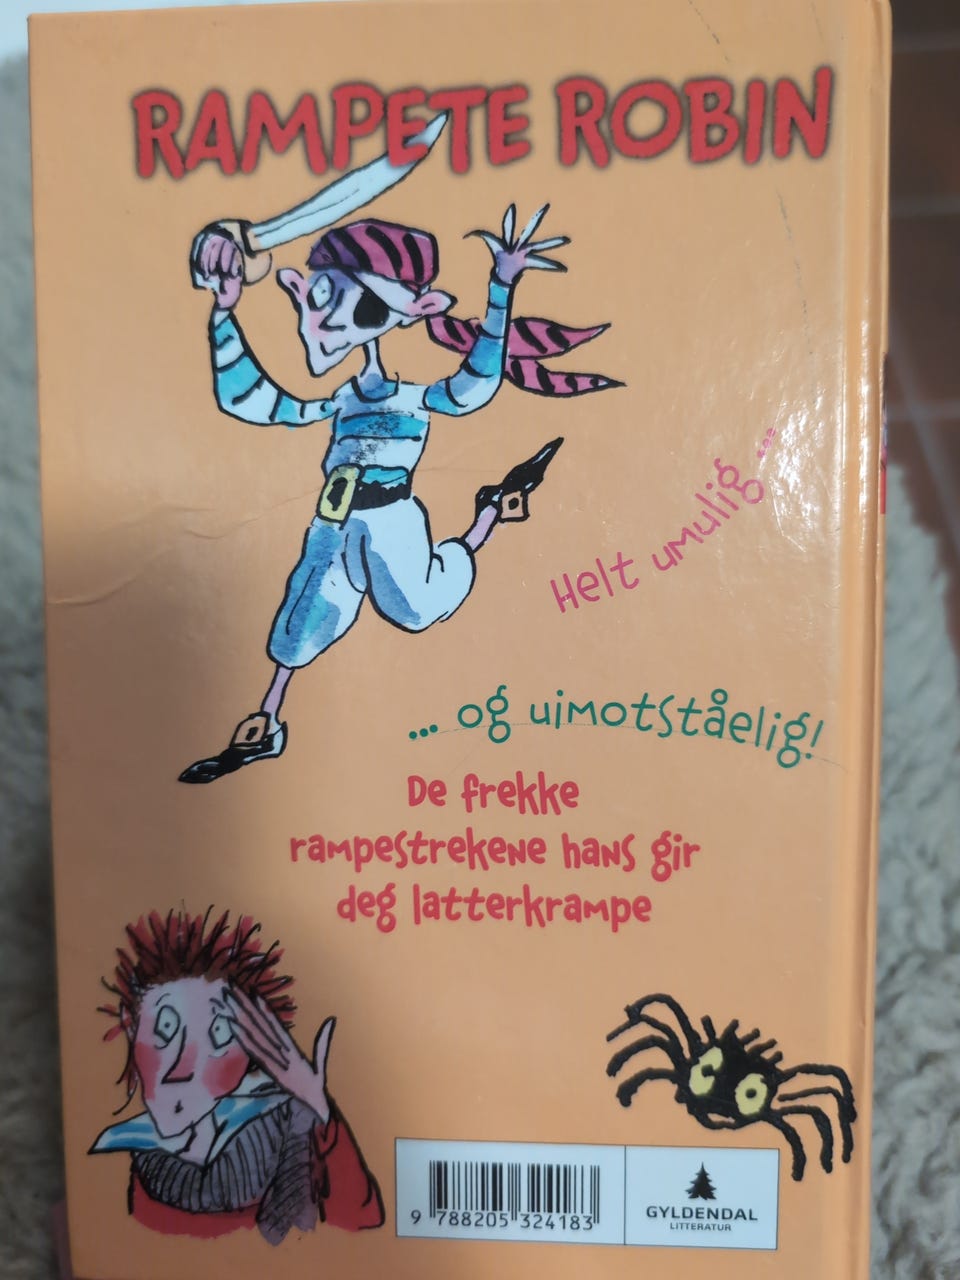 RAMPETE ROBIN
Helt umulig ...
... og uimotståelig!
De frekke
rampestrekene hans gir
deg latterkrampe
9 788205 324183
GYLDENDAL
LITTERATUR